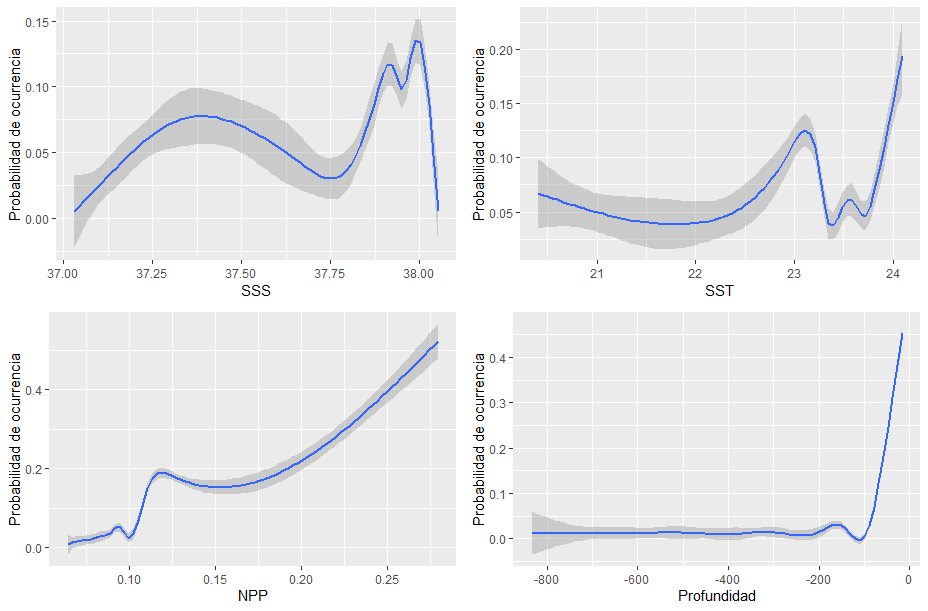 Probabilidad de ocurrencia
0.15
0.10
0.05
0.00
37.00 37.25 37.50 37.75 38.00
SSS
Probabilidad de ocurrencia
0.20
0.15
0.10
0.05
21 22 23 24
SST
Probabilidad de ocurrencia
0.4
0.2
0.0
0.10 0.15 0.20 0.25
NPP
Probabilidad de ocurrencia
0.4
0.3
0.2
0.1
0.0
-800 -600 -400 -200 0
Profundidad